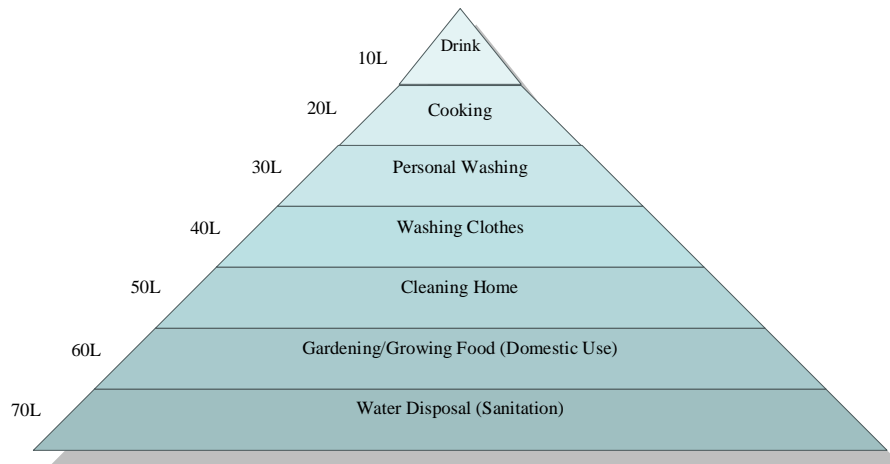 Drink
10L
20L
Cooking
30L
Personal Washing
40L
Washing Clothes
50L
Cleaning Home
60L
Gardening/Growing Food (Domestic Use)
70L
Water Disposal (Sanitation)